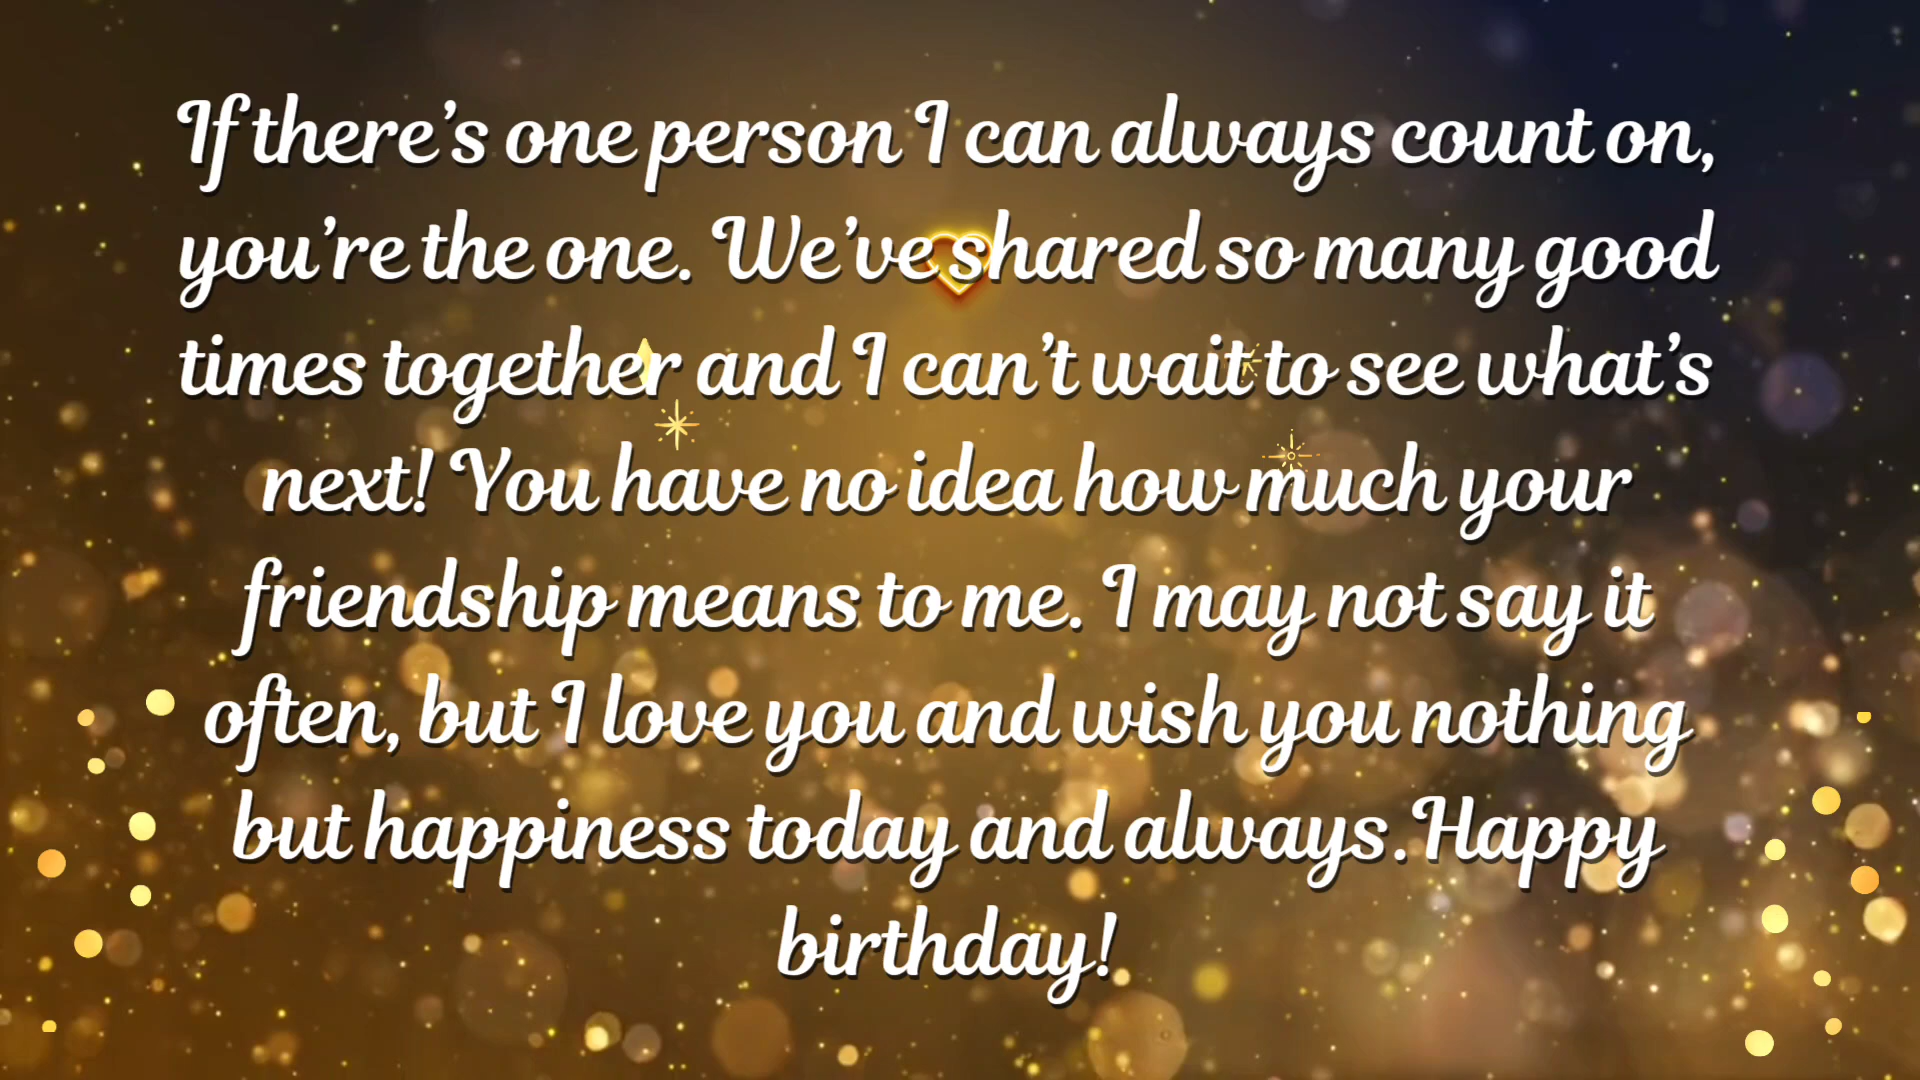 If there’s one person I can always count on,
you’re the one. We’ve shared so many good
times together and I can’t wait to see what’s
next! You have no idea how much your
friendship means to me. I may not say it
often, but I love you and wish you nothing
but happiness today and always. Happy
birthday!